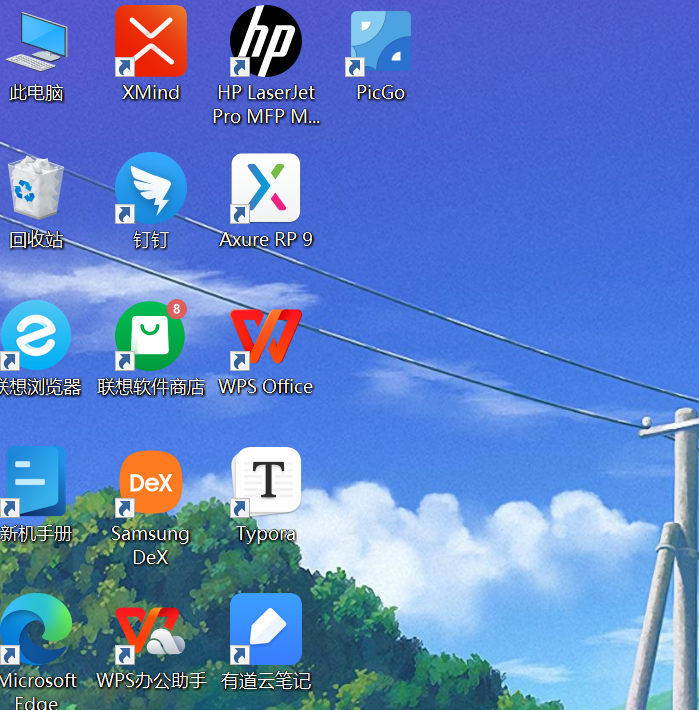 此电脑
XMind
hp
HP LaserJet
Pro MFP M...
PicGo
回收站
钉钉
Axure RP 9
联想浏览器
8
联想软件商店
WPS Office
新机手册
DeX
Samsung
DeX
T
Typora
Microsoft
Edge
WPS办公助手
有道云笔记